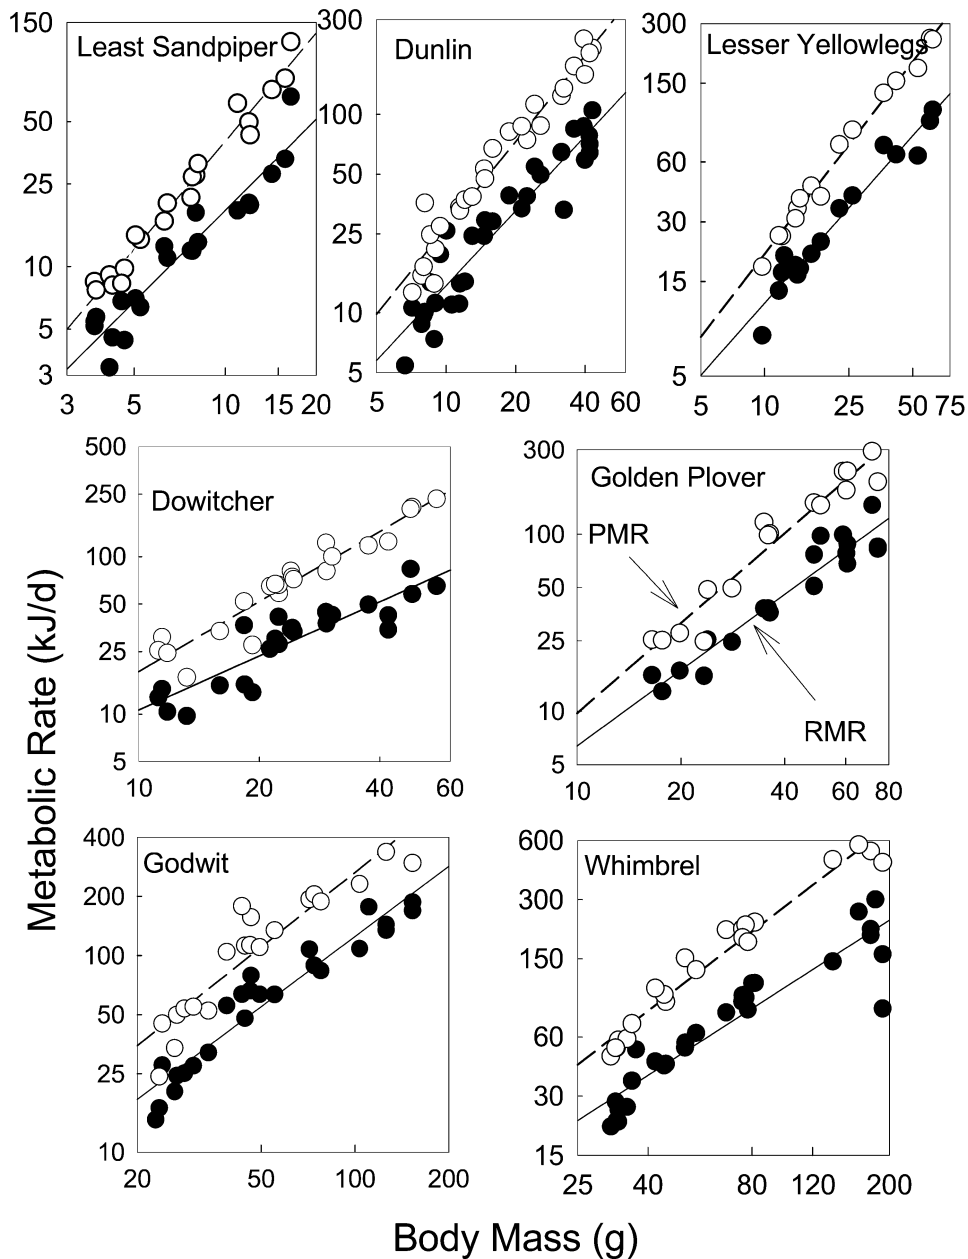 Metabolic Rate (kJ/d)
Least Sandpiper
150
50
25
10
5
3
3 5 10 15 20
Dunlin
300
100
50
25
10
5
5 10 20 40 60
Lesser Yellowlegs
300
150
60
30
15
5
5 10 25 50 75
Dowitcher
500
250
100
50
25
10
5
10 20 40 60
Golden Plover
300
100
50
25
10
5
PMR
RMR
10 20 40 60 80
Godwit
400
200
100
50
25
10
20 50 100 200
Whimbrel
600
300
150
60
30
15
25 40 80 120 200
Body Mass (g)